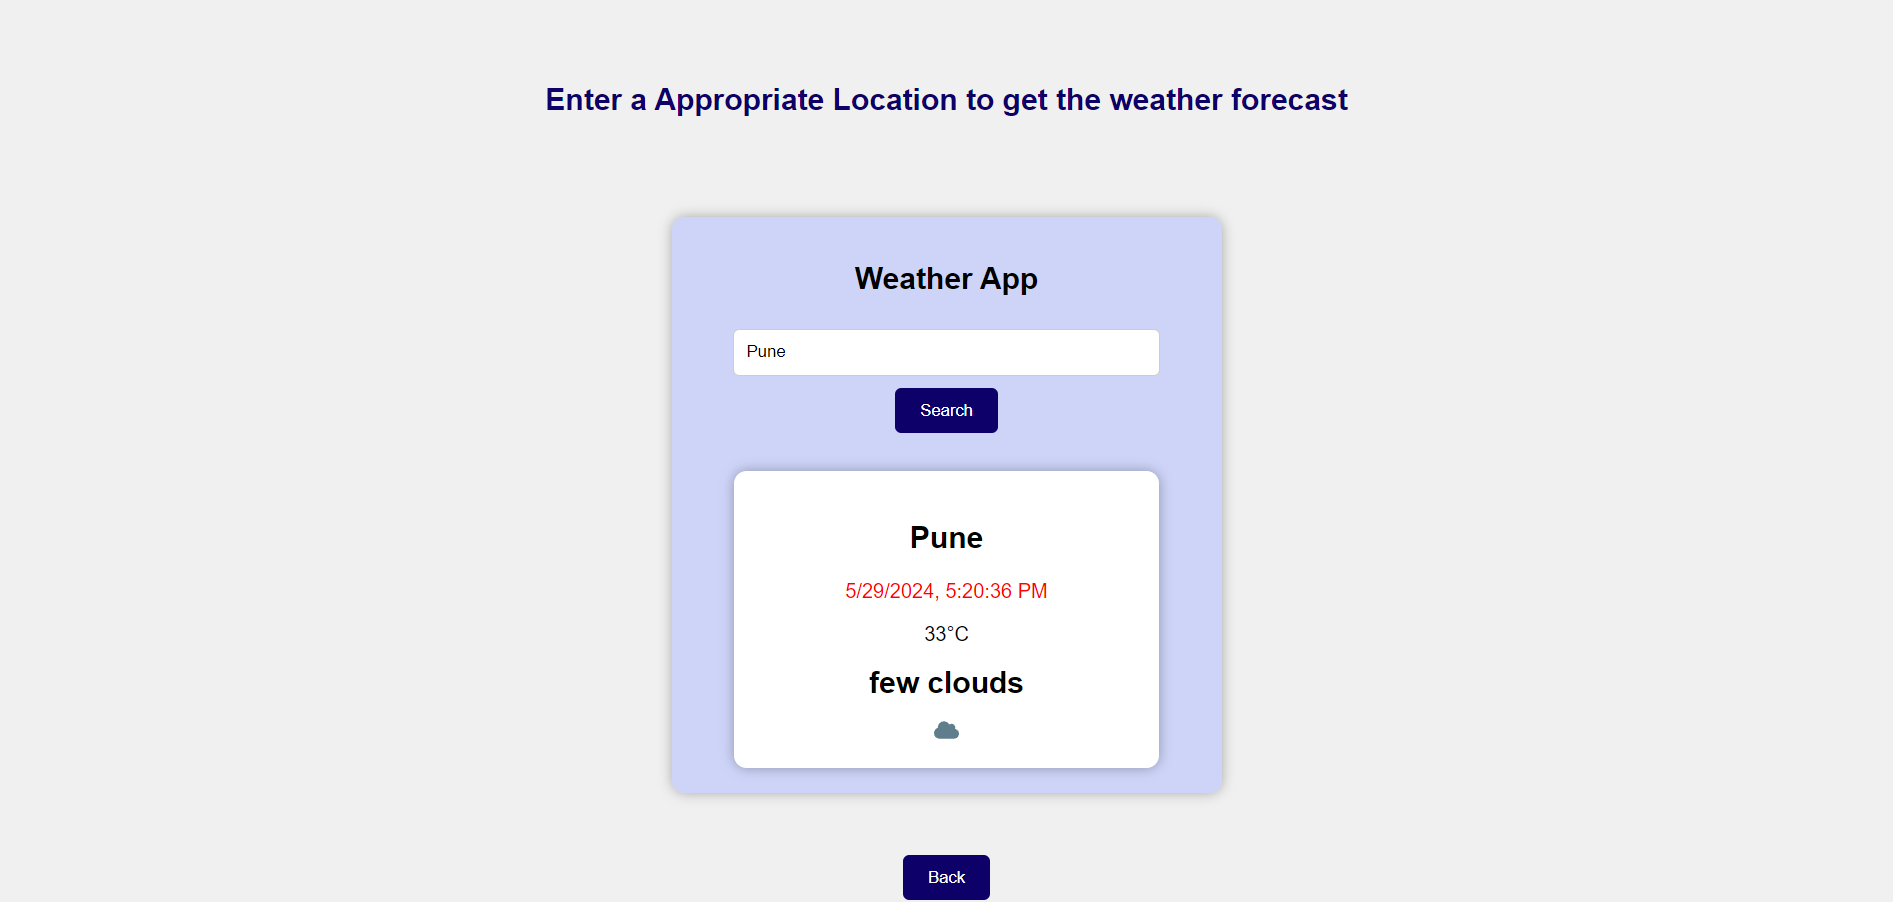 Enter a Appropriate Location to get the weather forecast
Weather App
Pune
Search
Pune
5/29/2024, 5:20:36 PM
33°C
few clouds
Back